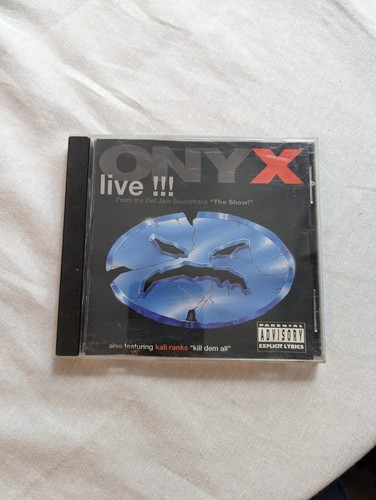 ONYX
live !!!
From the Def Jam Soundtrack "The Show!"
PARENTAL
ADVISORY
EXPLICIT LYRICS
also featuring kali ranks "kill dem all"